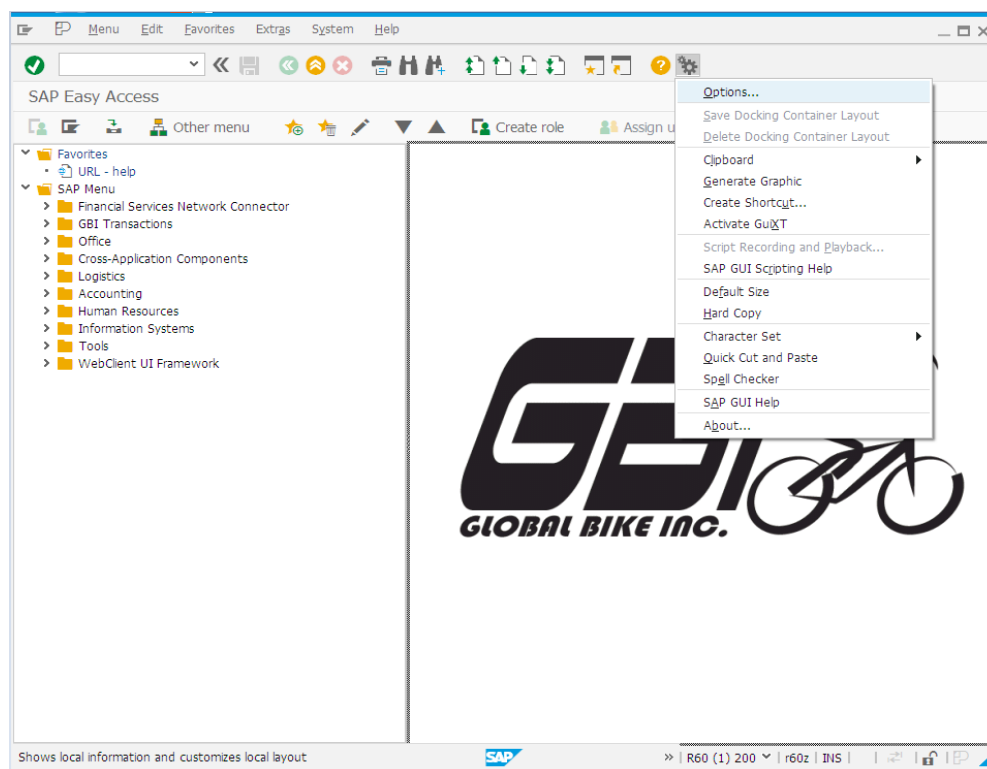 Menu Edit Favorites Extras System Help
SAP Easy Access
Other menu Create role Assign u
Favorites
URL - help
SAP Menu
Financial Services Network Connector
GBI Transactions
Office
Cross-Application Components
Logistics
Accounting
Human Resources
Information Systems
Tools
WebClient UI Framework
Options...
Save Docking Container Layout
Delete Docking Container Layout
Clipboard
Generate Graphic
Create Shortcut...
Activate GuiXT
Script Recording and Playback...
SAP GUI Scripting Help
Default Size
Hard Copy
Character Set
Quick Cut and Paste
Spell Checker
SAP GUI Help
About...
GBI
GLOBAL BIKE INC.
Shows local information and customizes local layout SAP » | R60 (1) 200 | r60z | INS |